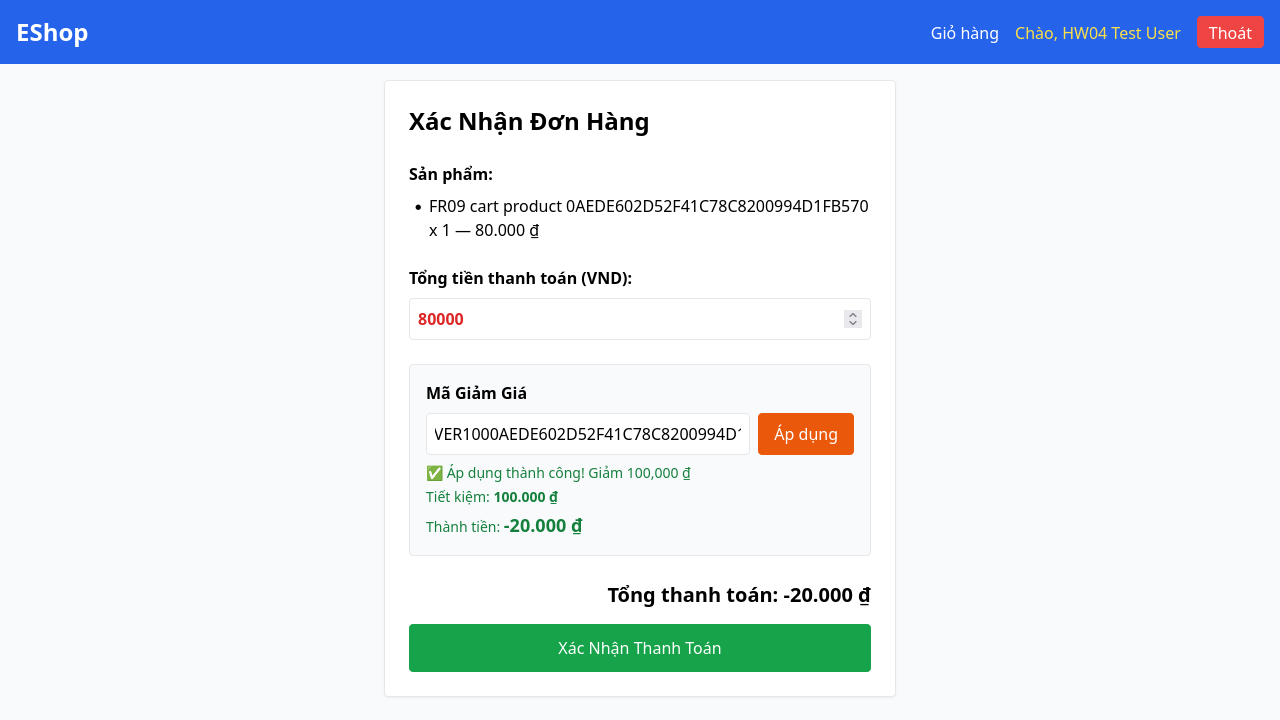 EShop
Giỏ hàng
Chào, HW04 Test User
Thoát
Xác Nhận Đơn Hàng
Sản phẩm:
• FR09 cart product 0AEDE602D52F41C78C8200994D1FB570
x 1 — 80.000 ₫
Tổng tiền thanh toán (VND):
80000
Mã Giảm Giá
VER1000AEDE602D52F41C78C8200994D1
Áp dụng
✅ Áp dụng thành công! Giảm 100,000 ₫
Tiết kiệm: 100.000 ₫
Thành tiền: -20.000 ₫
Tổng thanh toán: -20.000 ₫
Xác Nhận Thanh Toán